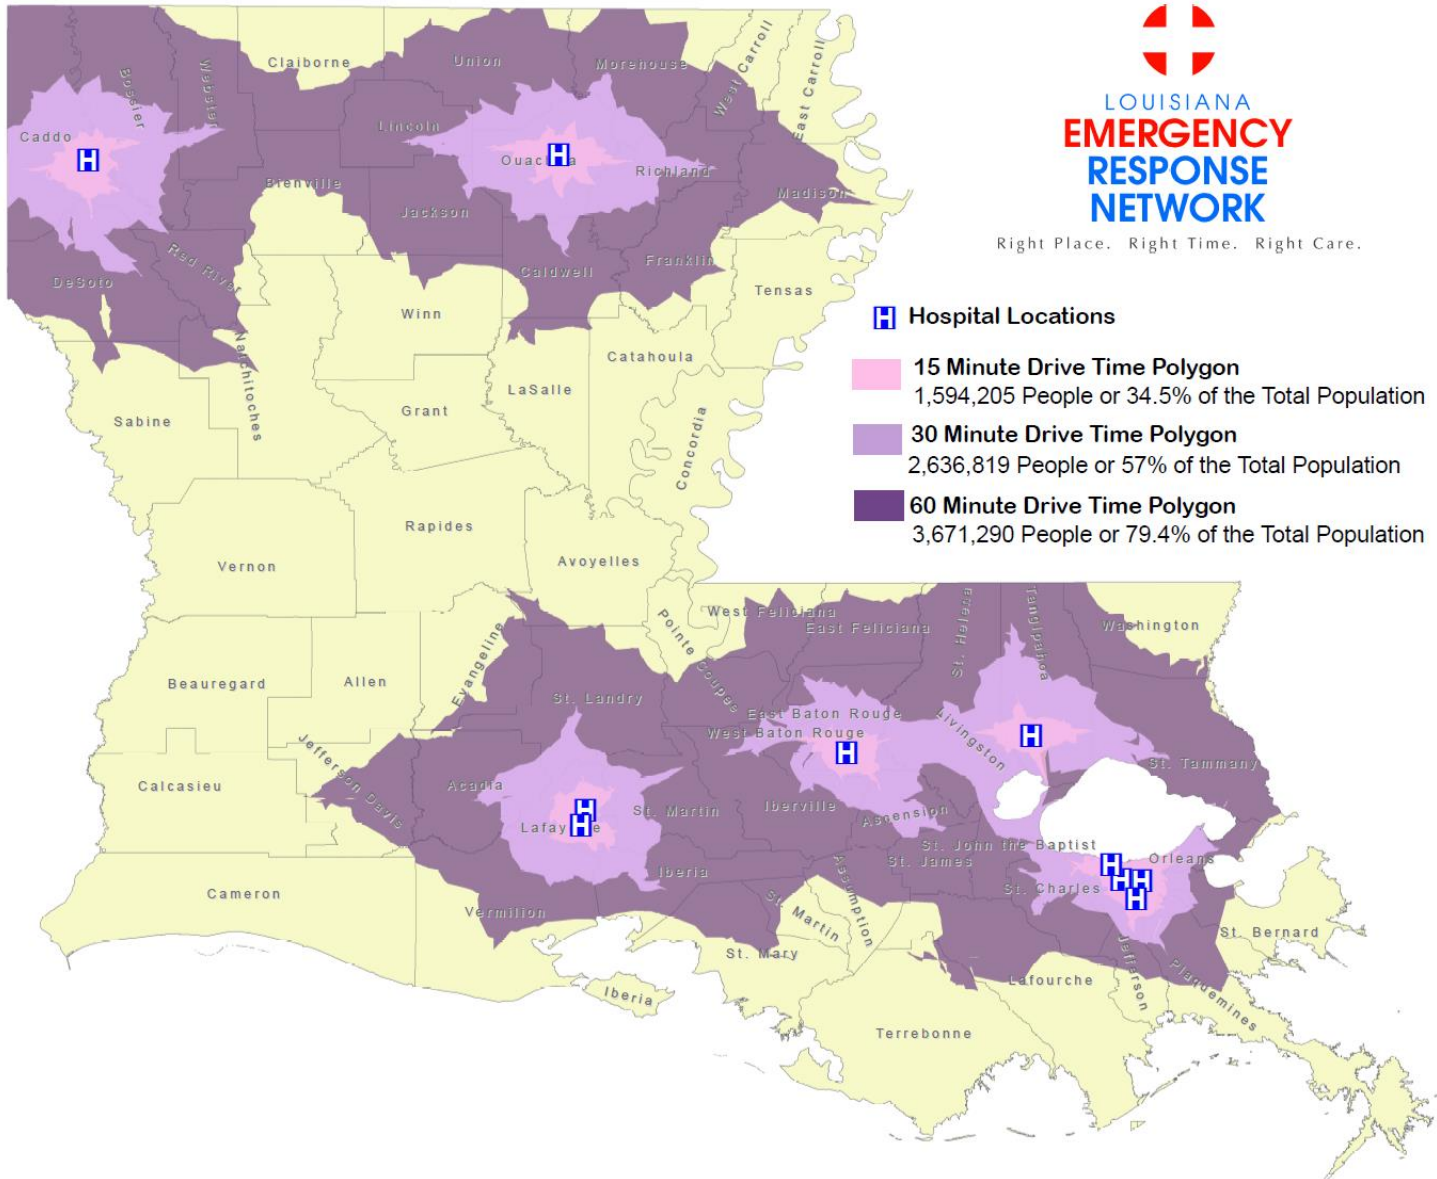 LOUISIANA
EMERGENCY
RESPONSE
NETWORK
Right Place. Right Time. Right Care.
H Hospital Locations
15 Minute Drive Time Polygon
1,594,205 People or 34.5% of the Total Population
30 Minute Drive Time Polygon
2,636,819 People or 57% of the Total Population
60 Minute Drive Time Polygon
3,671,290 People or 79.4% of the Total Population
Claiborne
Union
Morehouse
West Carroll
East Carroll
Bossier
Webster
Caddo
H
Lincoln
H
Richland
Madison
Bienville
Jackson
Red River
DeSoto
Caldwell
Franklin
Tensas
Winn
Natchitoches
Catahoula
LaSalle
Grant
Sabine
Concordia
Rapides
Vernon
Avoyelles
West Feliciana
East Feliciana
St. Helena
Tangipahoa
Washington
Pointe Coupee
Evangeline
Beauregard
Allen
St. Landry
East Baton Rouge
West Baton Rouge
H
Livingston
H
St. Tammany
Jefferson Davis
Calcasieu
Acadia
H
H
St. Martin
Iberville
Ascension
St. John the Baptist
St. James
Orleans
H
H
H
H
St. Charles
Iberia
Assumption
Cameron
Vermilion
St. Martin
St. Mary
St. Bernard
Jefferson
Plaquemines
Lafourche
Iberia
Terrebonne